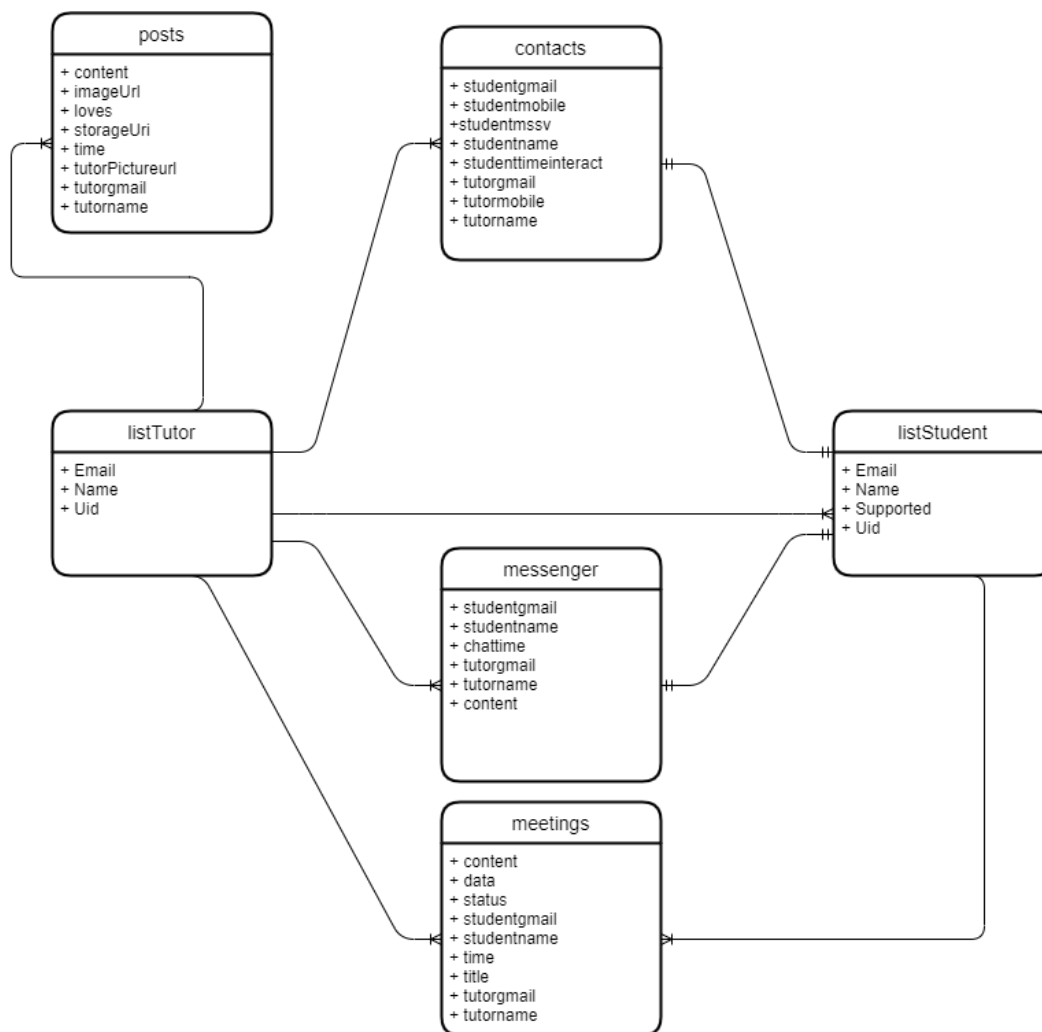 posts
+ content
+ imageUrl
+ loves
+ storageUri
+ time
+ tutorPictureurl
+ tutorgmail
+ tutorname
contacts
+ studentgmail
+ studentmobile
+studentmssv
+ studentname
+ studenttimeinteract
+ tutorgmail
+ tutormobile
+ tutorname
listTutor
+ Email
+ Name
+ Uid
listStudent
+ Email
+ Name
+ Supported
+ Uid
messenger
+ studentgmail
+ studentname
+ chattime
+ tutorgmail
+ tutorname
+ content
meetings
+ content
+ data
+ status
+ studentgmail
+ studentname
+ time
+ title
+ tutorgmail
+ tutorname